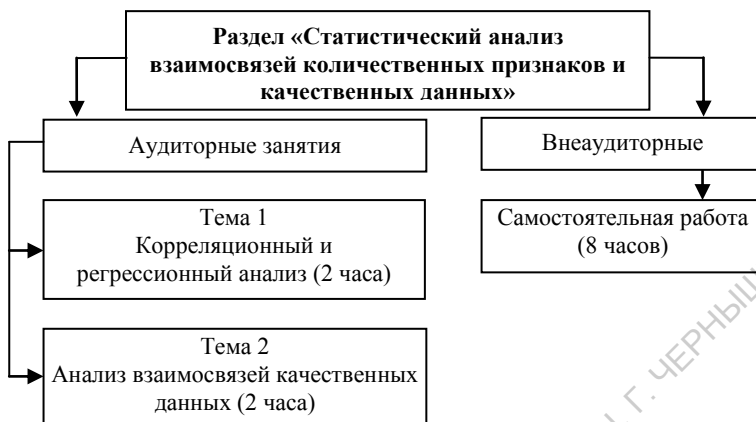 Раздел «Статистический анализ
взаимосвязей количественных признаков и
качественных данных»
Аудиторные занятия
Внеаудиторные
Тема 1
Корреляционный и
регрессионный анализ (2 часа)
Самостоятельная работа
(8 часов)
Тема 2
Анализ взаимосвязей качественных
данных (2 часа)